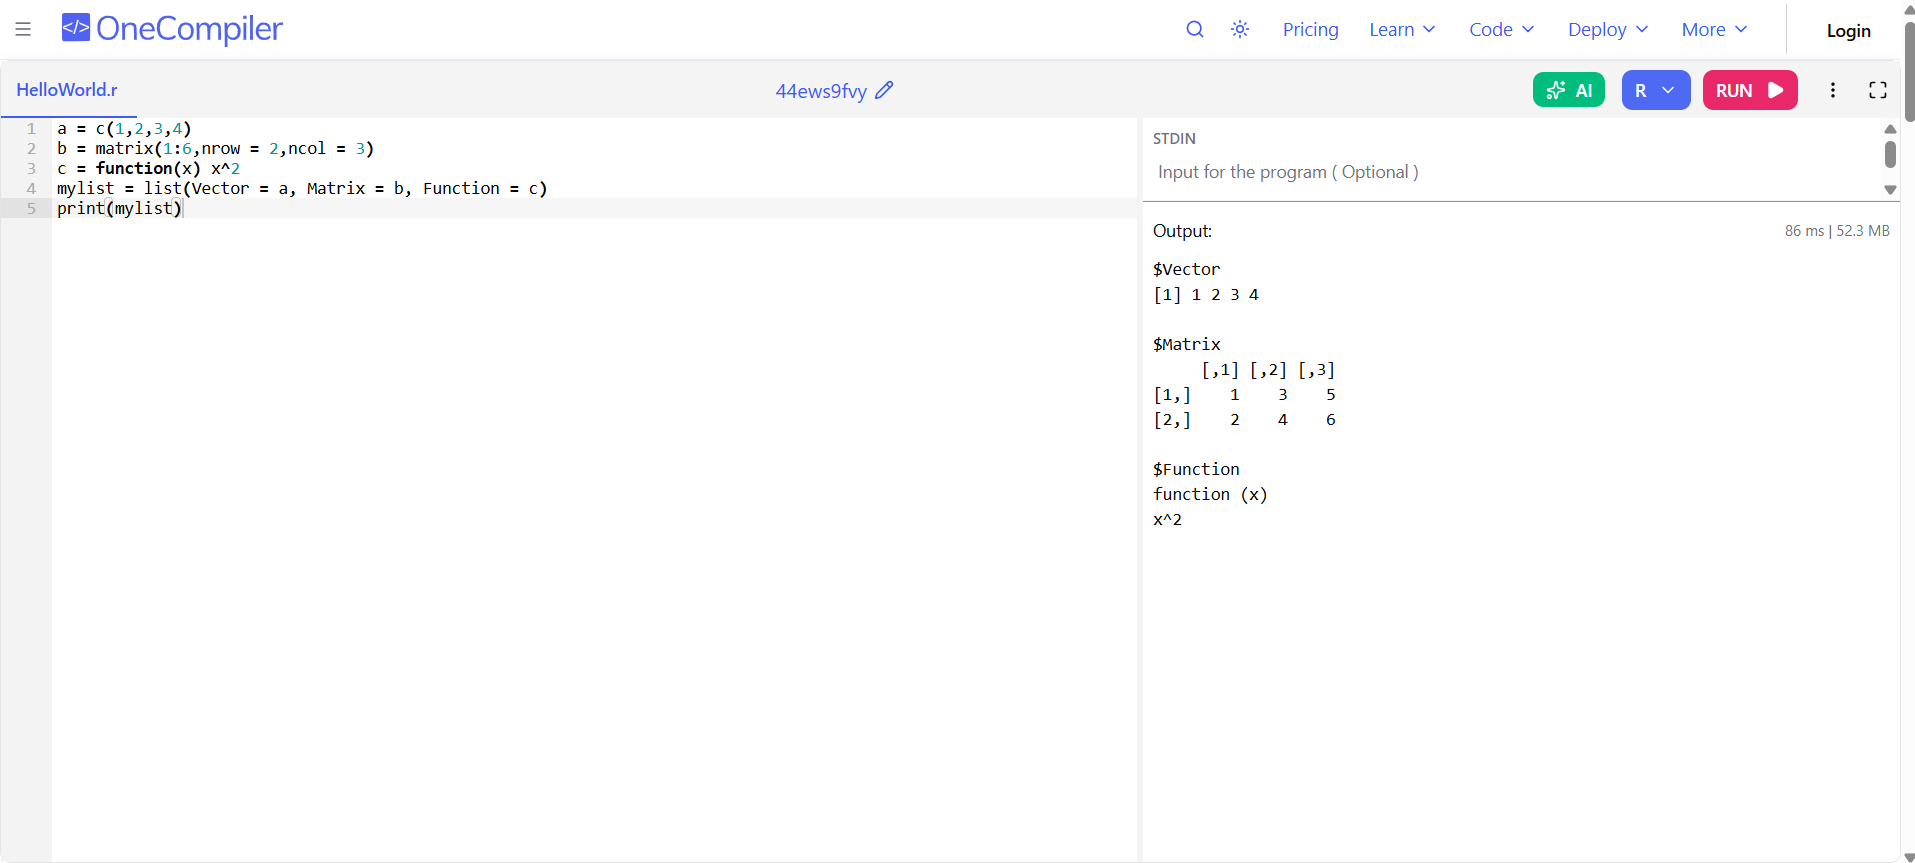 </> OneCompiler
Pricing Learn Code Deploy More Login
HelloWorld.r
44ews9fvy
AI R RUN
1 a = c(1,2,3,4)
2 b = matrix(1:6,nrow = 2,ncol = 3)
3 c = function(x) x^2
4 mylist = list(Vector = a, Matrix = b, Function = c)
5 print(mylist)
STDIN
Input for the program ( Optional )
Output: 86 ms | 52.3 MB
$Vector
[1] 1 2 3 4
$Matrix
     [,1] [,2] [,3]
[1,]    1    3    5
[2,]    2    4    6
$Function
function (x)
x^2